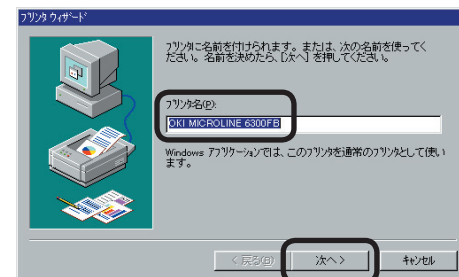 プリンタ ウィザード
プリンタに名前を付けられます。または、次の名前を使ってく
ださい。名前を決めたら、[次へ] を押してください。
プリンタ名(P):
OKI MICROLINE 6300FB
Windows アプリケーションでは、このプリンタを通常のプリンタとして使い
ます。
< 戻る(B)
次へ >
キャンセル